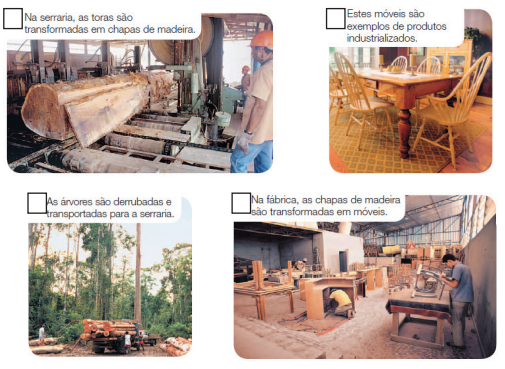 Na serraria, as toras são
transformadas em chapas de madeira.
Estes móveis são
exemplos de produtos
industrializados.
As árvores são derrubadas e
transportadas para a serraria.
Na fábrica, as chapas de madeira
são transformadas em móveis.